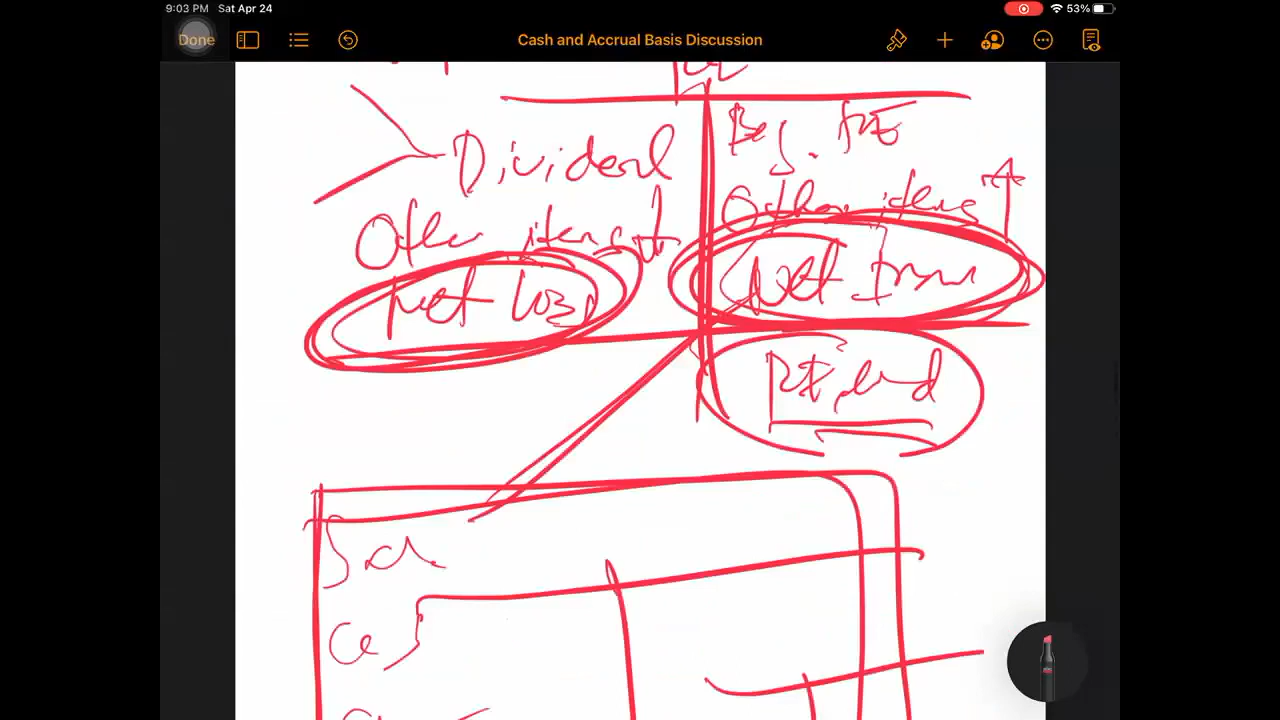 9:03 PM Sat Apr 24
53%
Done
Cash and Accrual Basis Discussion
Beg. RE
Dividend
Other items
Other items
Net loss
Net
RE, end